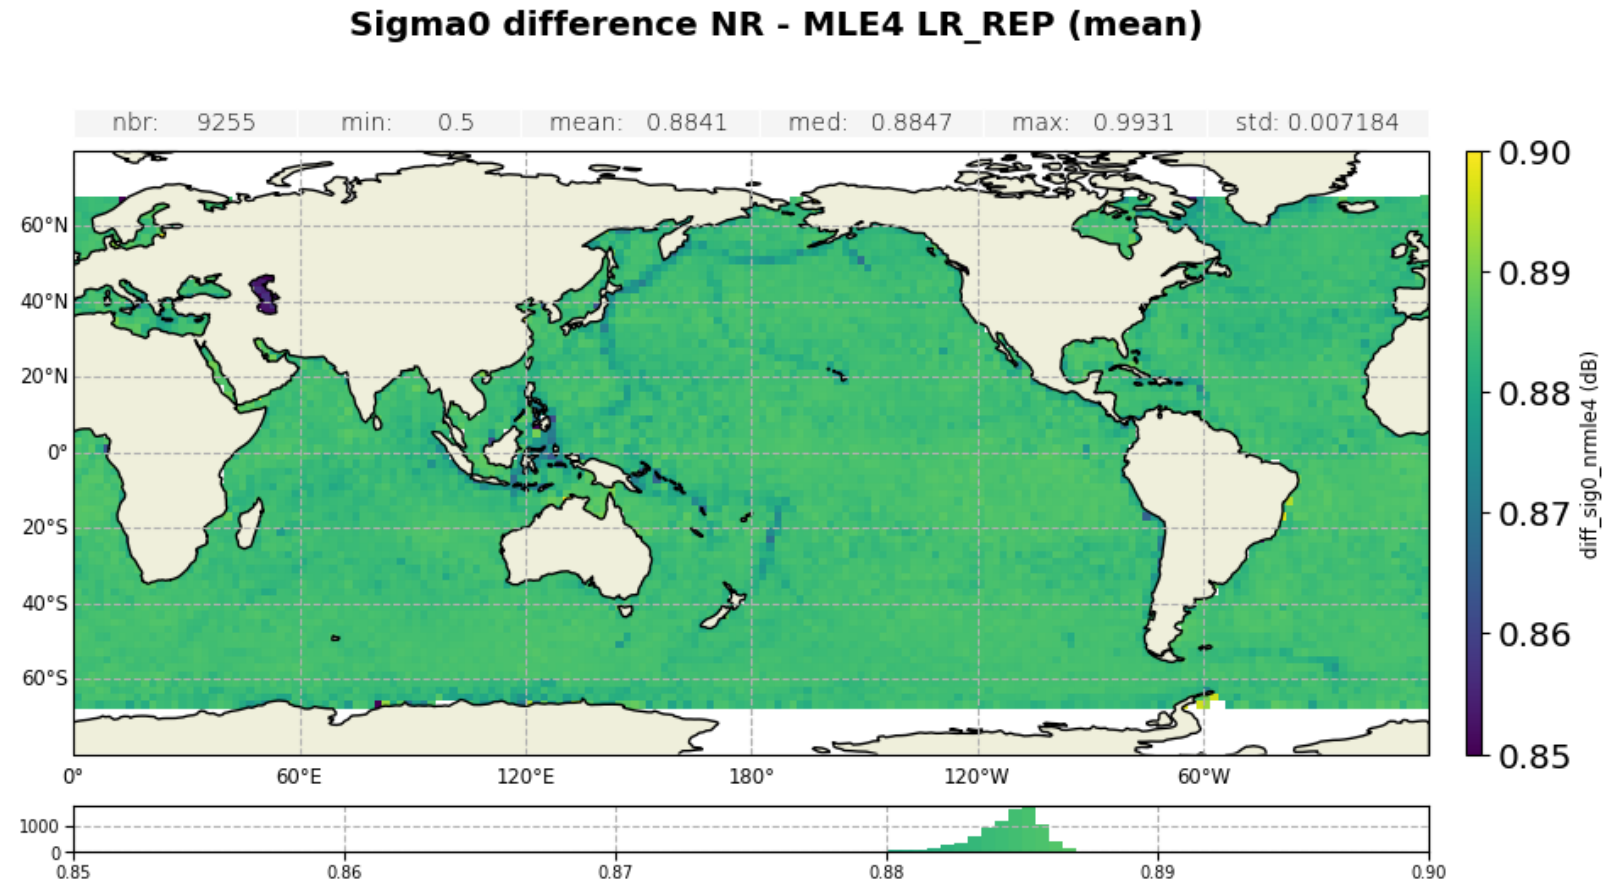 Sigma0 difference NR - MLE4 LR_REP (mean)
nbr: 9255 min: 0.5 mean: 0.8841 med: 0.8847 max: 0.9931 std: 0.007184
60°N
40°N
20°N
0°
20°S
40°S
60°S
0° 60°E 120°E 180° 120°W 60°W
0.90
0.89
0.88
0.87
0.86
0.85
diff_sig0_nrmle4 (dB)
1000
0
0.85 0.86 0.87 0.88 0.89 0.90